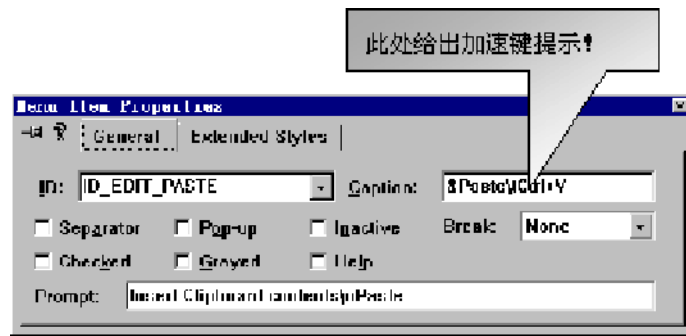 此处给出加速键提示!
Menu Item Properties
General Extended Styles
ID: ID_EDIT_PASTE Caption: &Paste\tCtrl+V
Separator Pop-up Inactive Break: None
Checked Grayed Help
Prompt: Insert Clipboard contents\nPaste